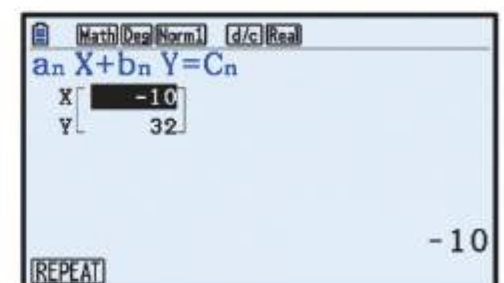 Math Deg Norm1 d/c Real
an X+bn Y=Cn
X -10
Y 32
-10
REPEAT